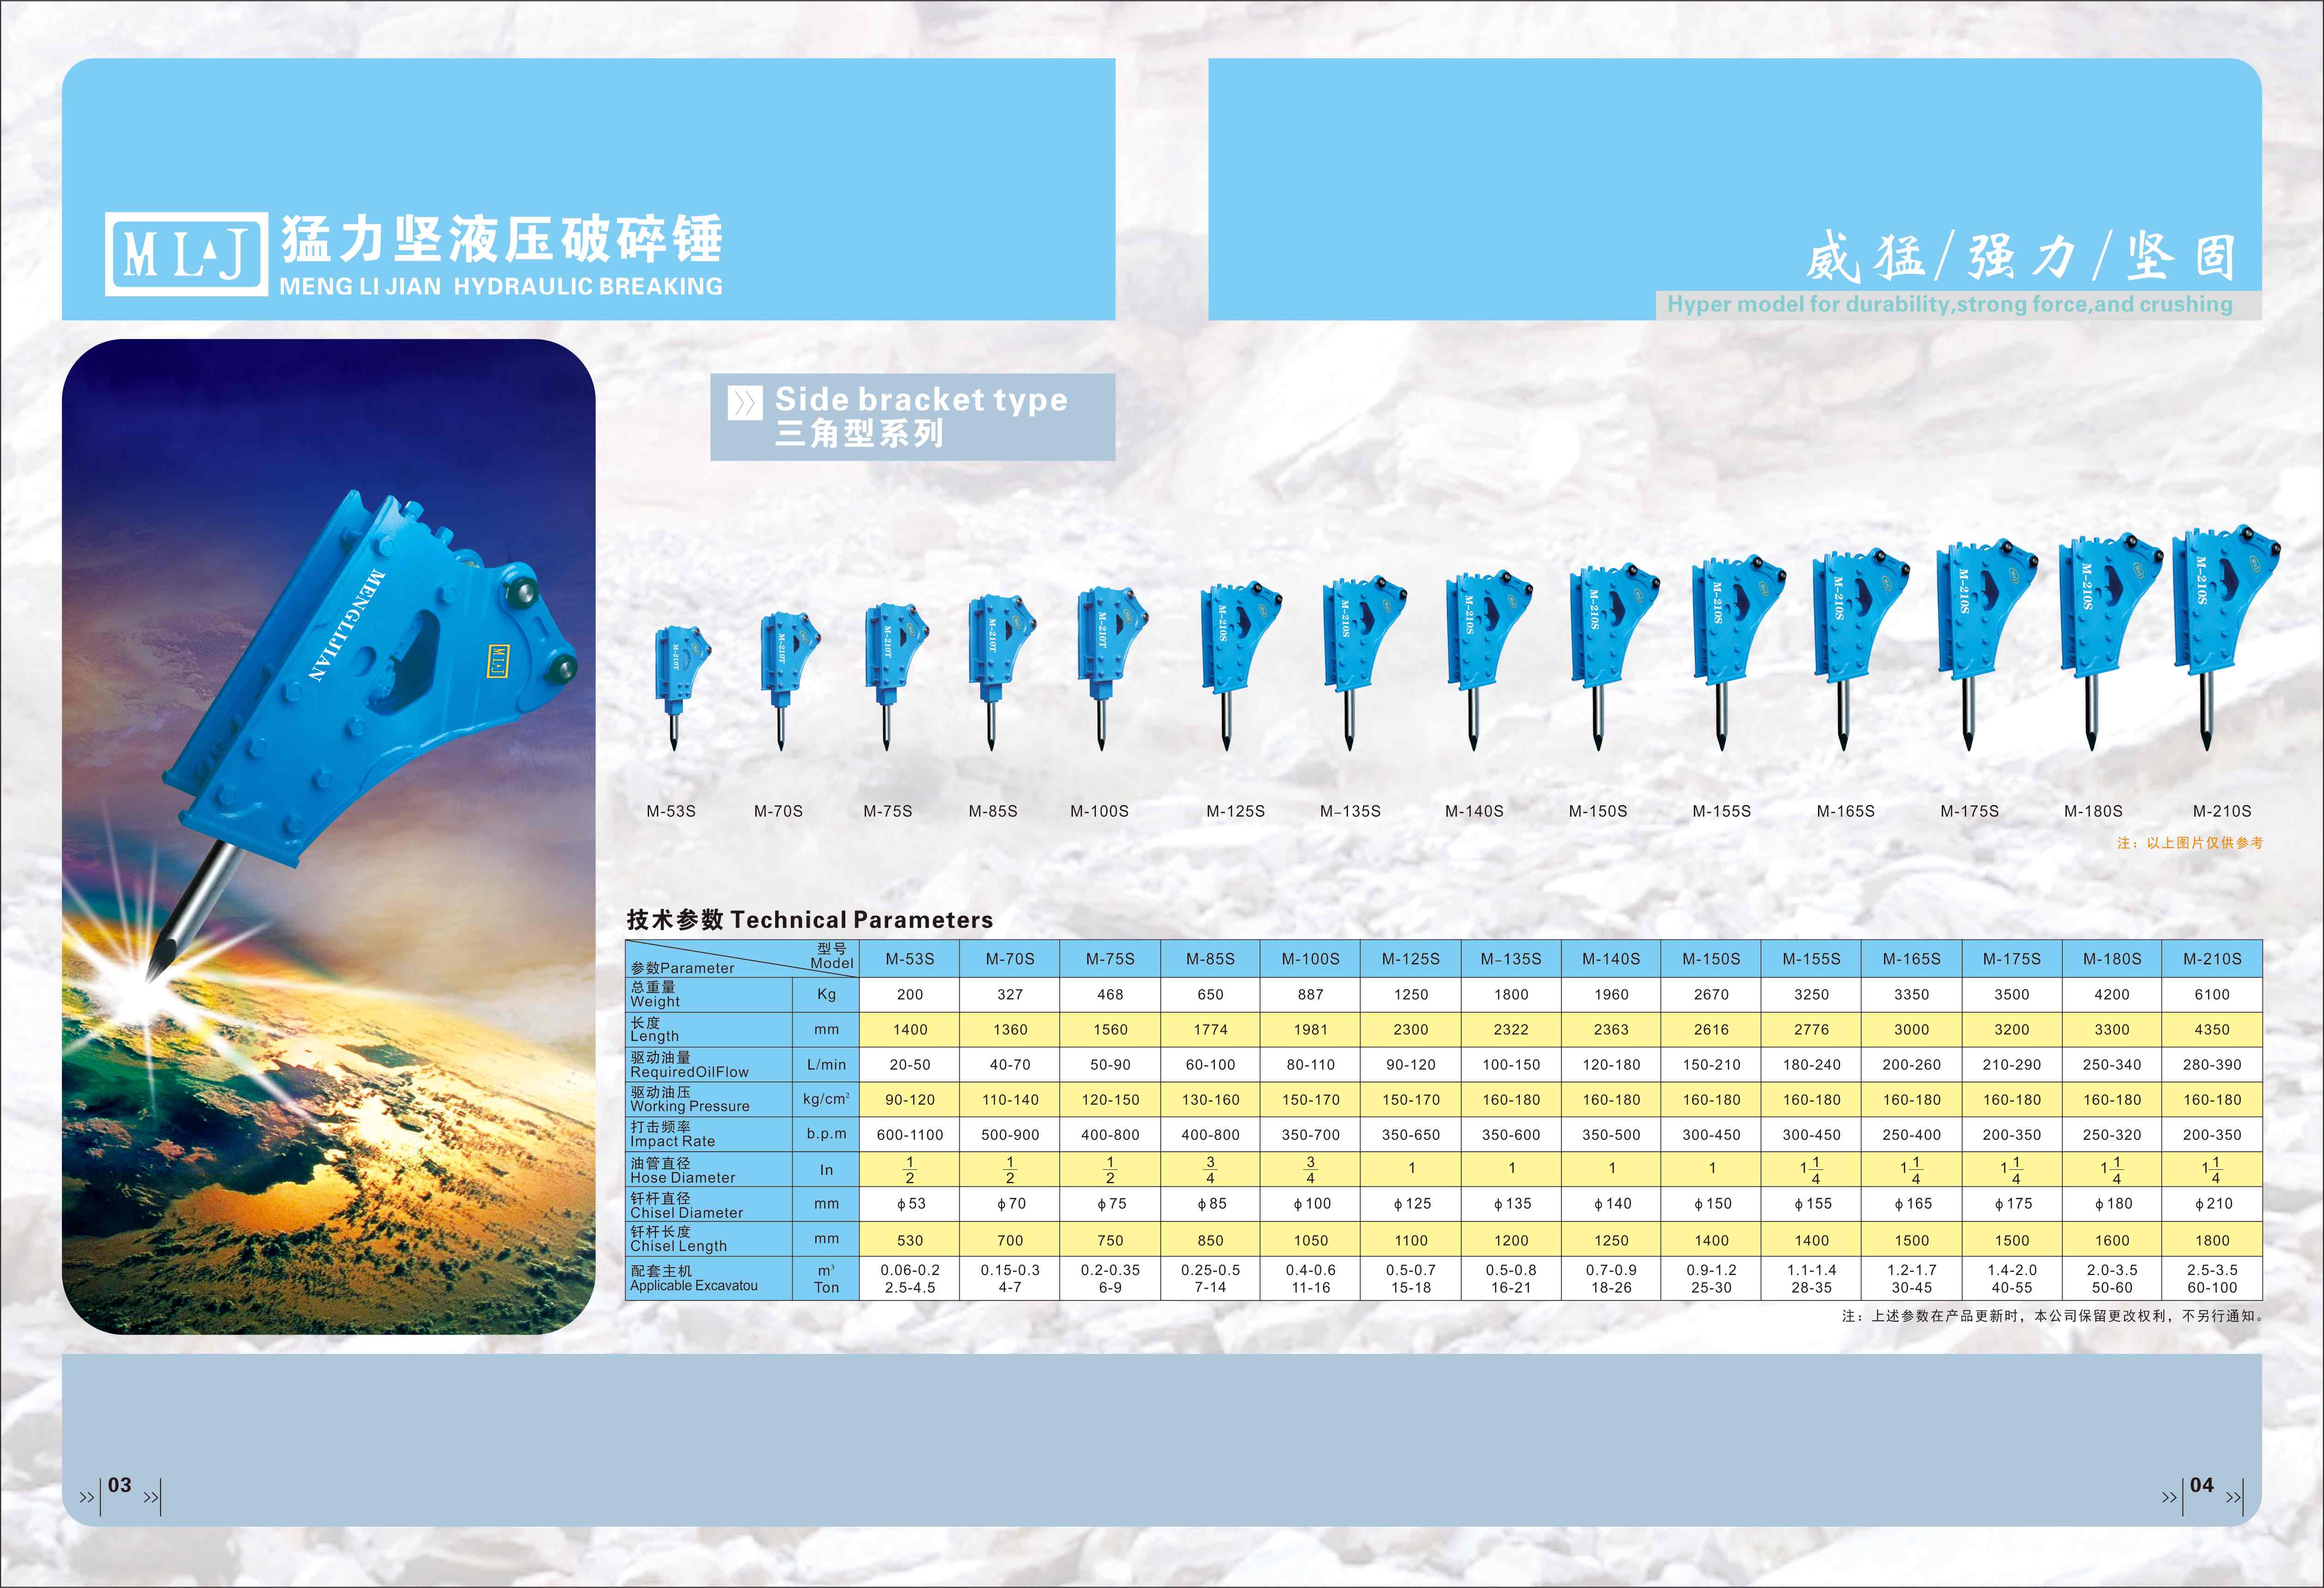 MLJ 猛力坚液压破碎锤
MENG LI JIAN HYDRAULIC BREAKING
威猛/强力/坚固
Hyper model for durability,strong force,and crushing
Side bracket type
三角型系列
MENGLIJIAN
MLJ
M-210T M-210T M-210T M-210T M-210T M-210S M-210S M-210S M-210S M-210S M-210S M-210S M-210S M-210S
M-53S M-70S M-75S M-85S M-100S M-125S M–135S M-140S M-150S M-155S M-165S M-175S M-180S M-210S
注：以上图片仅供参考
技术参数 Technical Parameters
型号
Model
参数Parameter
M-53S M-70S M-75S M-85S M-100S M-125S M–135S M-140S M-150S M-155S M-165S M-175S M-180S M-210S
总重量
Weight Kg 200 327 468 650 887 1250 1800 1960 2670 3250 3350 3500 4200 6100
长度
Length mm 1400 1360 1560 1774 1981 2300 2322 2363 2616 2776 3000 3200 3300 4350
驱动油量
RequiredOilFlow L/min 20-50 40-70 50-90 60-100 80-110 90-120 100-150 120-180 150-210 180-240 200-260 210-290 250-340 280-390
驱动油压
Working Pressure kg/cm² 90-120 110-140 120-150 130-160 150-170 150-170 160-180 160-180 160-180 160-180 160-180 160-180 160-180 160-180
打击频率
Impact Rate b.p.m 600-1100 500-900 400-800 400-800 350-700 350-650 350-600 350-500 300-450 300-450 250-400 200-350 250-320 200-350
油管直径
Hose Diameter In 1/2 1/2 1/2 3/4 3/4 1 1 1 1 1 1/4 1 1/4 1 1/4 1 1/4 1 1/4
钎杆直径
Chisel Diameter mm φ53 φ70 φ75 φ85 φ100 φ125 φ135 φ140 φ150 φ155 φ165 φ175 φ180 φ210
钎杆长度
Chisel Length mm 530 700 750 850 1050 1100 1200 1250 1400 1400 1500 1500 1600 1800
配套主机 m³ 0.06-0.2 0.15-0.3 0.2-0.35 0.25-0.5 0.4-0.6 0.5-0.7 0.5-0.8 0.7-0.9 0.9-1.2 1.1-1.4 1.2-1.7 1.4-2.0 2.0-3.5 2.5-3.5
Applicable Excavatou Ton 2.5-4.5 4-7 6-9 7-14 11-16 15-18 16-21 18-26 25-30 28-35 30-45 40-55 50-60 60-100
注：上述参数在产品更新时，本公司保留更改权利，不另行通知。
>> 03 >>
>> 04 >>